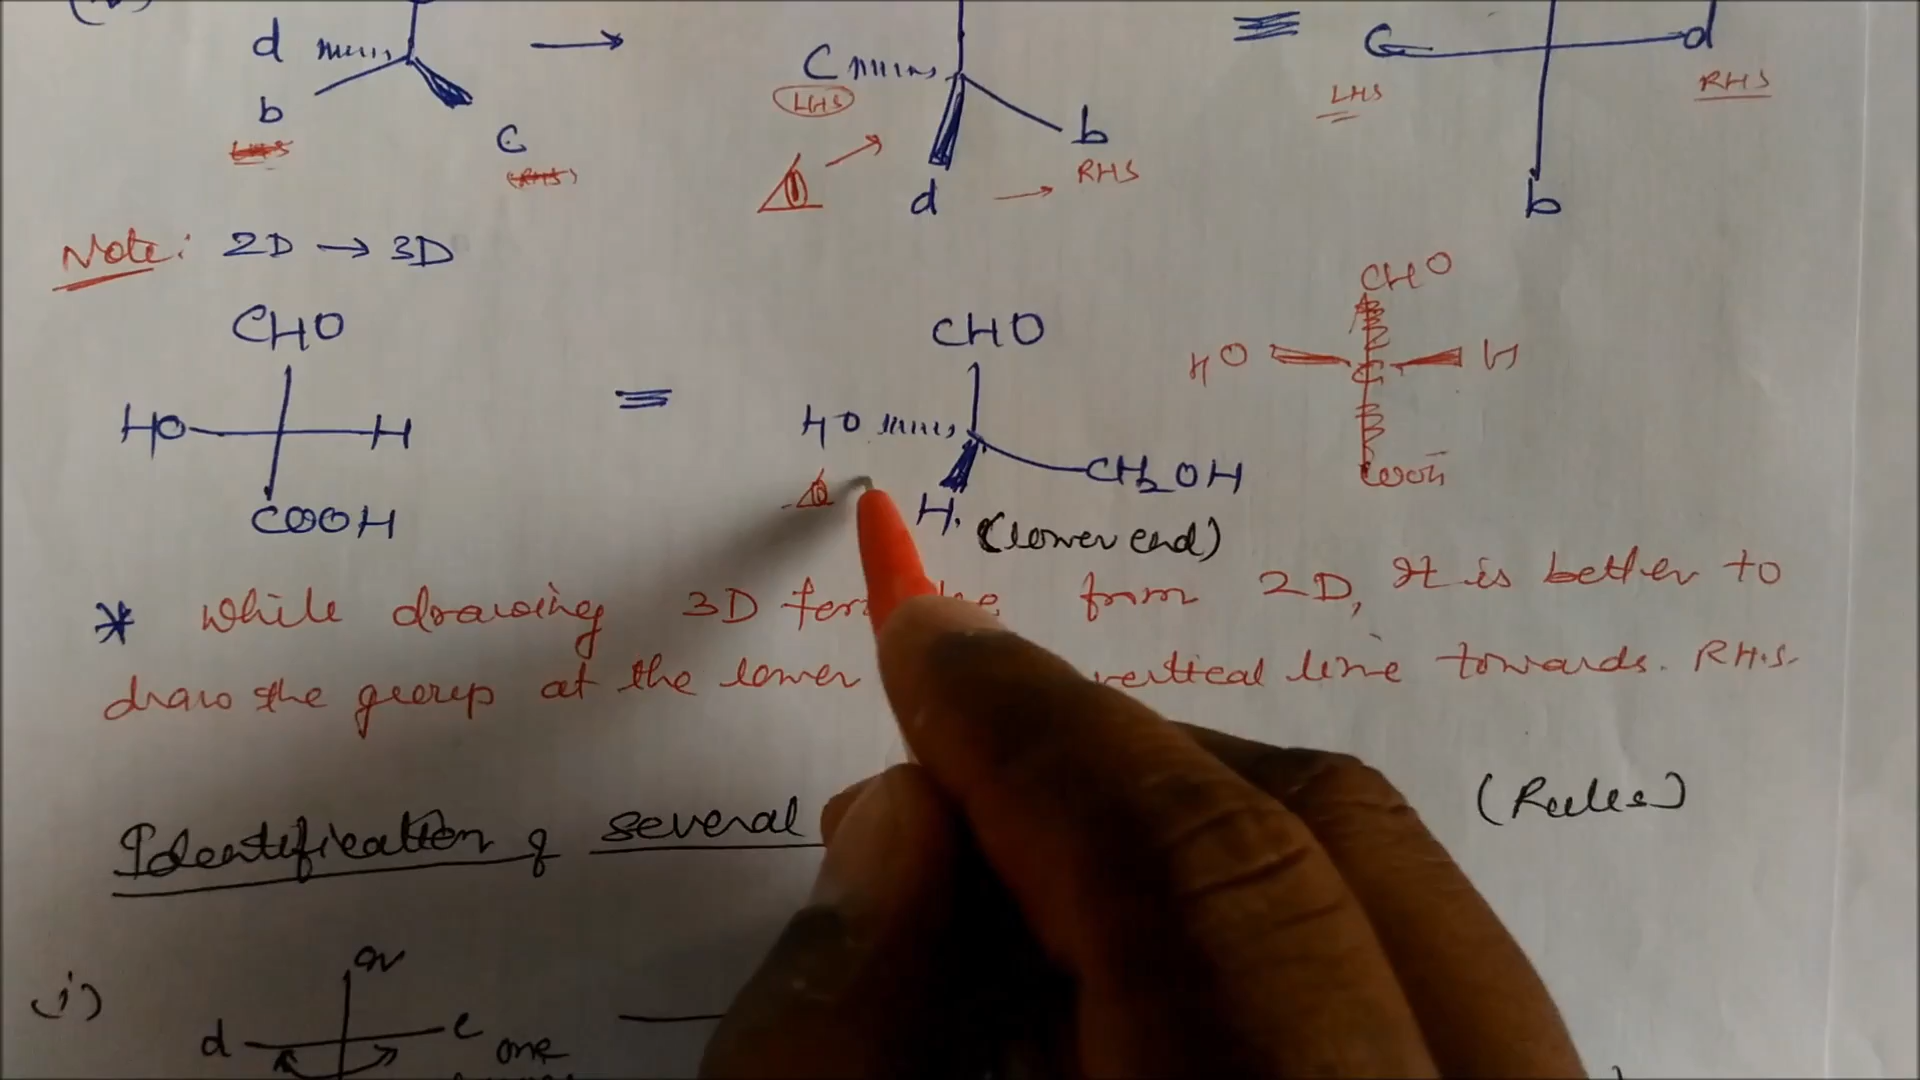 d
b
LHS
C
(RHS)
C
LHS
b
RHS
d
≡
C
d
LHS
RHS
b
Note: 2D → 3D
CHO
HO
H
COOH
≡
CHO
HO
CH2OH
H.
(lower end)
CHO
HO
C
H
COOH
* While drawing 3D from 2D, It is better to
draw the group at the lower vertical line towards. RH.S.
Identification of several (Rules)
(i)
d
e
one